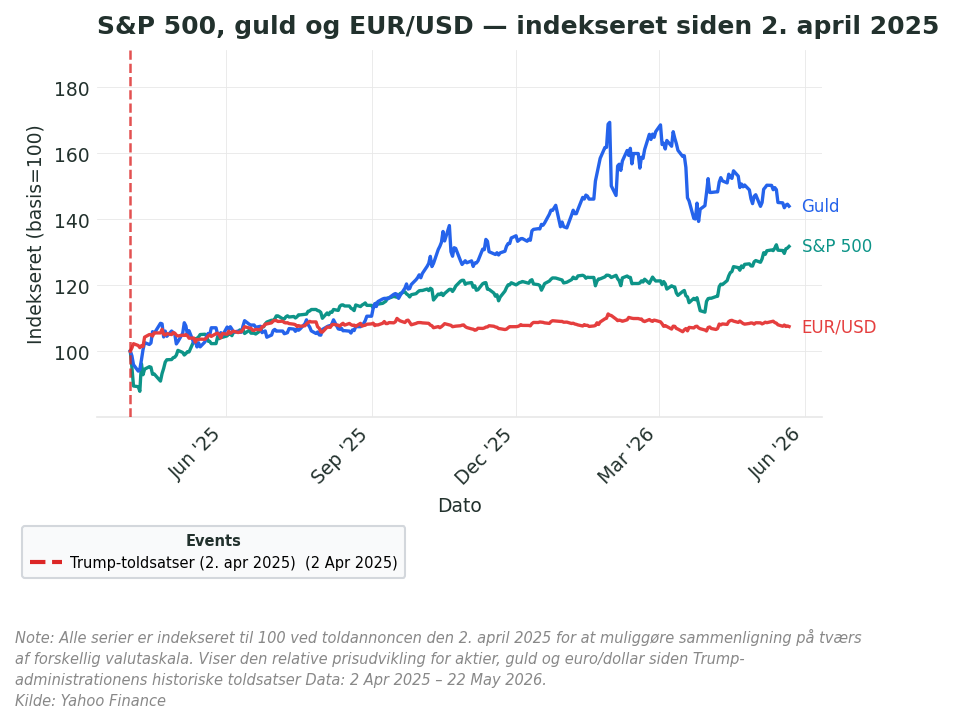 S&P 500, guld og EUR/USD — indekseret siden 2. april 2025
Indekseret (basis=100)
180
160
140
120
100
Guld
S&P 500
EUR/USD
Jun '25
Sep '25
Dec '25
Mar '26
Jun '26
Dato
Events
Trump-toldsatser (2. apr 2025)  (2 Apr 2025)
Note: Alle serier er indekseret til 100 ved toldannoncen den 2. april 2025 for at muliggøre sammenligning på tværs
af forskellig valutaskala. Viser den relative prisudvikling for aktier, guld og euro/dollar siden Trump-
administrationens historiske toldsatser Data: 2 Apr 2025 – 22 May 2026.
Kilde: Yahoo Finance